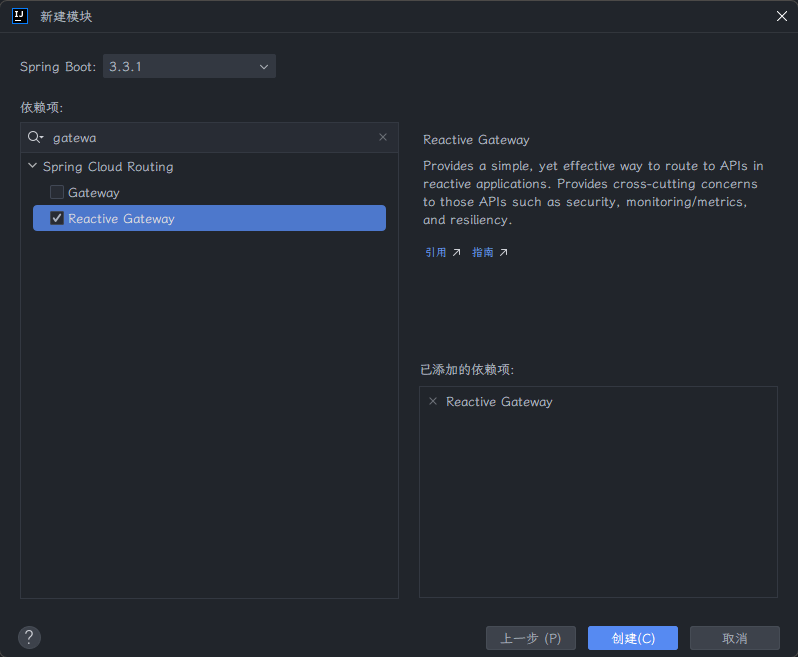 新建模块
Spring Boot: 3.3.1
依赖项:
gatewa
Spring Cloud Routing
Gateway
Reactive Gateway
Reactive Gateway
Provides a simple, yet effective way to route to APIs in
reactive applications. Provides cross-cutting concerns
to those APIs such as security, monitoring/metrics,
and resiliency.
引用 指南
已添加的依赖项:
Reactive Gateway
? 上一步 (P) 创建(C) 取消